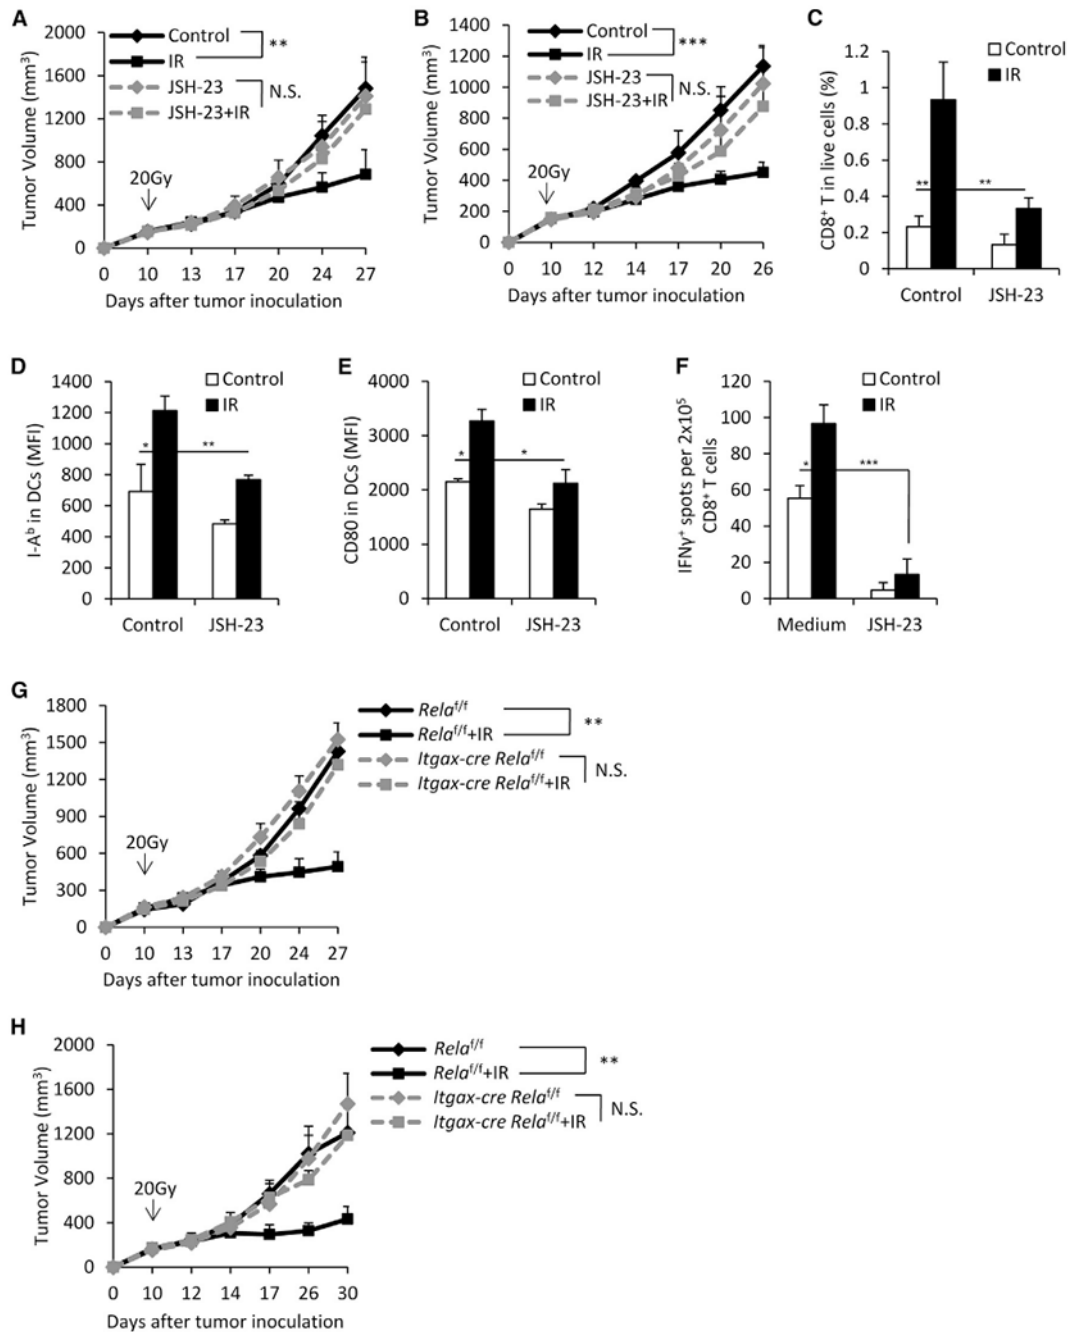 A
Tumor Volume (mm³)
2000
1600
1200
800
400
0
Control
IR
JSH-23
JSH-23+IR
**
N.S.
20Gy
0 10 13 17 20 24 27
Days after tumor inoculation
B
Tumor Volume (mm³)
1400
1200
1000
800
600
400
200
0
Control
IR
JSH-23
JSH-23+IR
***
N.S.
20Gy
0 10 12 14 17 20 26
Days after tumor inoculation
C
CD8⁺ T in live cells (%)
1.2
1
0.8
0.6
0.4
0.2
0
Control
IR
** **
Control JSH-23
D
I-Aᵇ in DCs (MFI)
1400
1200
1000
800
600
400
200
0
Control
IR
* **
Control JSH-23
E
CD80 in DCs (MFI)
4000
3000
2000
1000
0
Control
IR
* *
Control JSH-23
F
IFNγ⁺ spots per 2x10⁵
CD8⁺ T cells
120
100
80
60
40
20
0
Control
IR
* ***
Medium JSH-23
G
Tumor Volume (mm³)
1800
1500
1200
900
600
300
0
Rela^f/f
Rela^f/f+IR
Itgax-cre Rela^f/f
Itgax-cre Rela^f/f+IR
**
N.S.
20Gy
0 10 13 17 20 24 27
Days after tumor inoculation
H
Tumor Volume (mm³)
2000
1600
1200
800
400
0
Rela^f/f
Rela^f/f+IR
Itgax-cre Rela^f/f
Itgax-cre Rela^f/f+IR
**
N.S.
20Gy
0 10 12 14 17 26 30
Days after tumor inoculation